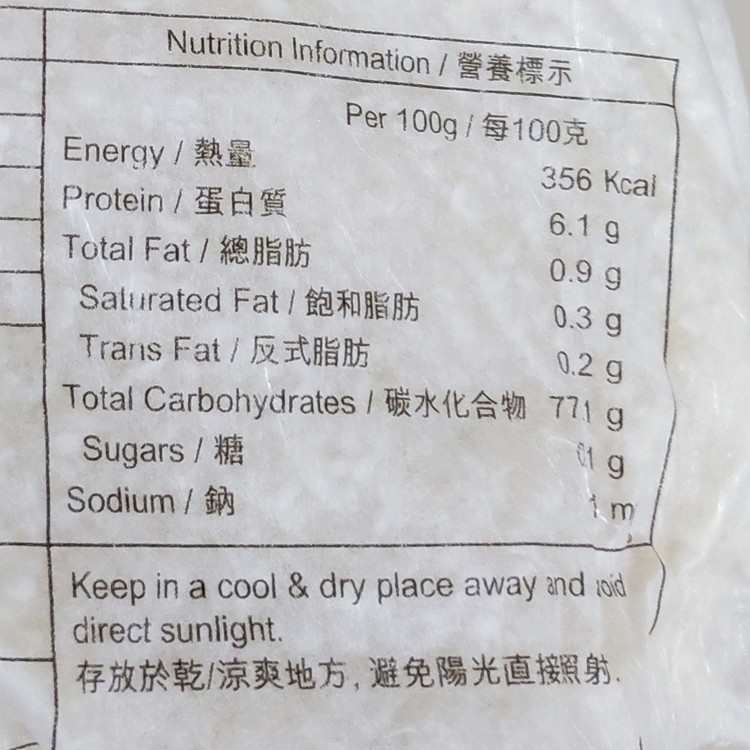 Nutrition Information / 營養標示
Per 100g / 每100克
Energy / 熱量 356 Kcal
Protein / 蛋白質 6.1 g
Total Fat / 總脂肪 0.9 g
Saturated Fat / 飽和脂肪 0.3 g
Trans Fat / 反式脂肪 0.2 g
Total Carbohydrates / 碳水化合物 g
Sugars / 糖 g
Sodium / 鈉
Keep in a cool & dry place away and
direct sunlight.
存放於乾/涼爽地方, 避免陽光直接照射.